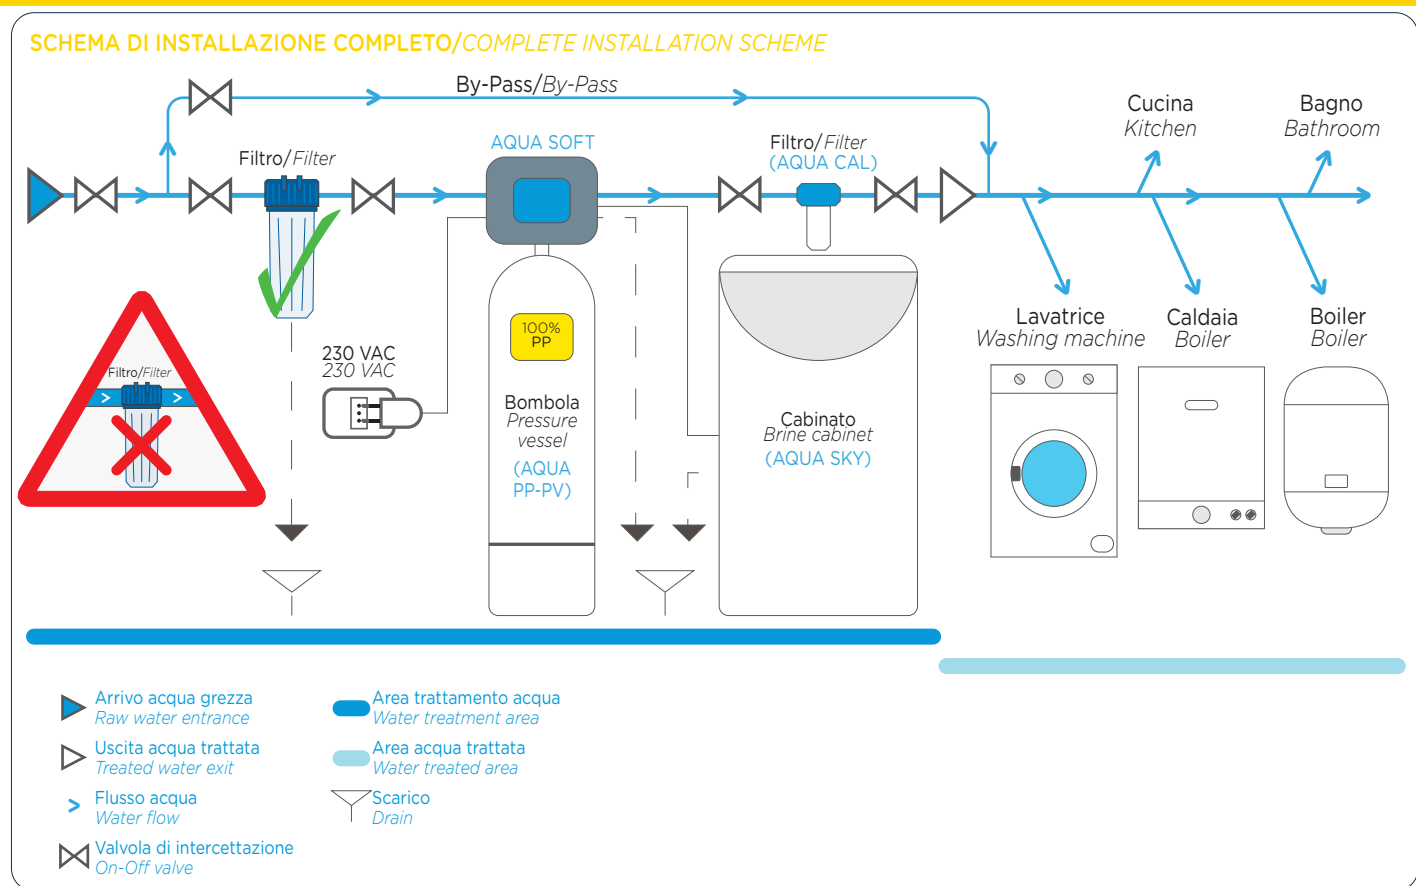 SCHEMA DI INSTALLAZIONE COMPLETO/COMPLETE INSTALLATION SCHEME
By-Pass/By-Pass
Cucina
Kitchen
Bagno
Bathroom
Filtro/Filter
AQUA SOFT
Filtro/Filter
(AQUA CAL)
100%
PP
Filtro/Filter
230 VAC
230 VAC
Bombola
Pressure
vessel
(AQUA
PP-PV)
Cabinato
Brine cabinet
(AQUA SKY)
Lavatrice
Washing machine
Caldaia
Boiler
Boiler
Boiler
Arrivo acqua grezza
Raw water entrance
Uscita acqua trattata
Treated water exit
Flusso acqua
Water flow
Valvola di intercettazione
On-Off valve
Area trattamento acqua
Water treatment area
Area acqua trattata
Water treated area
Scarico
Drain